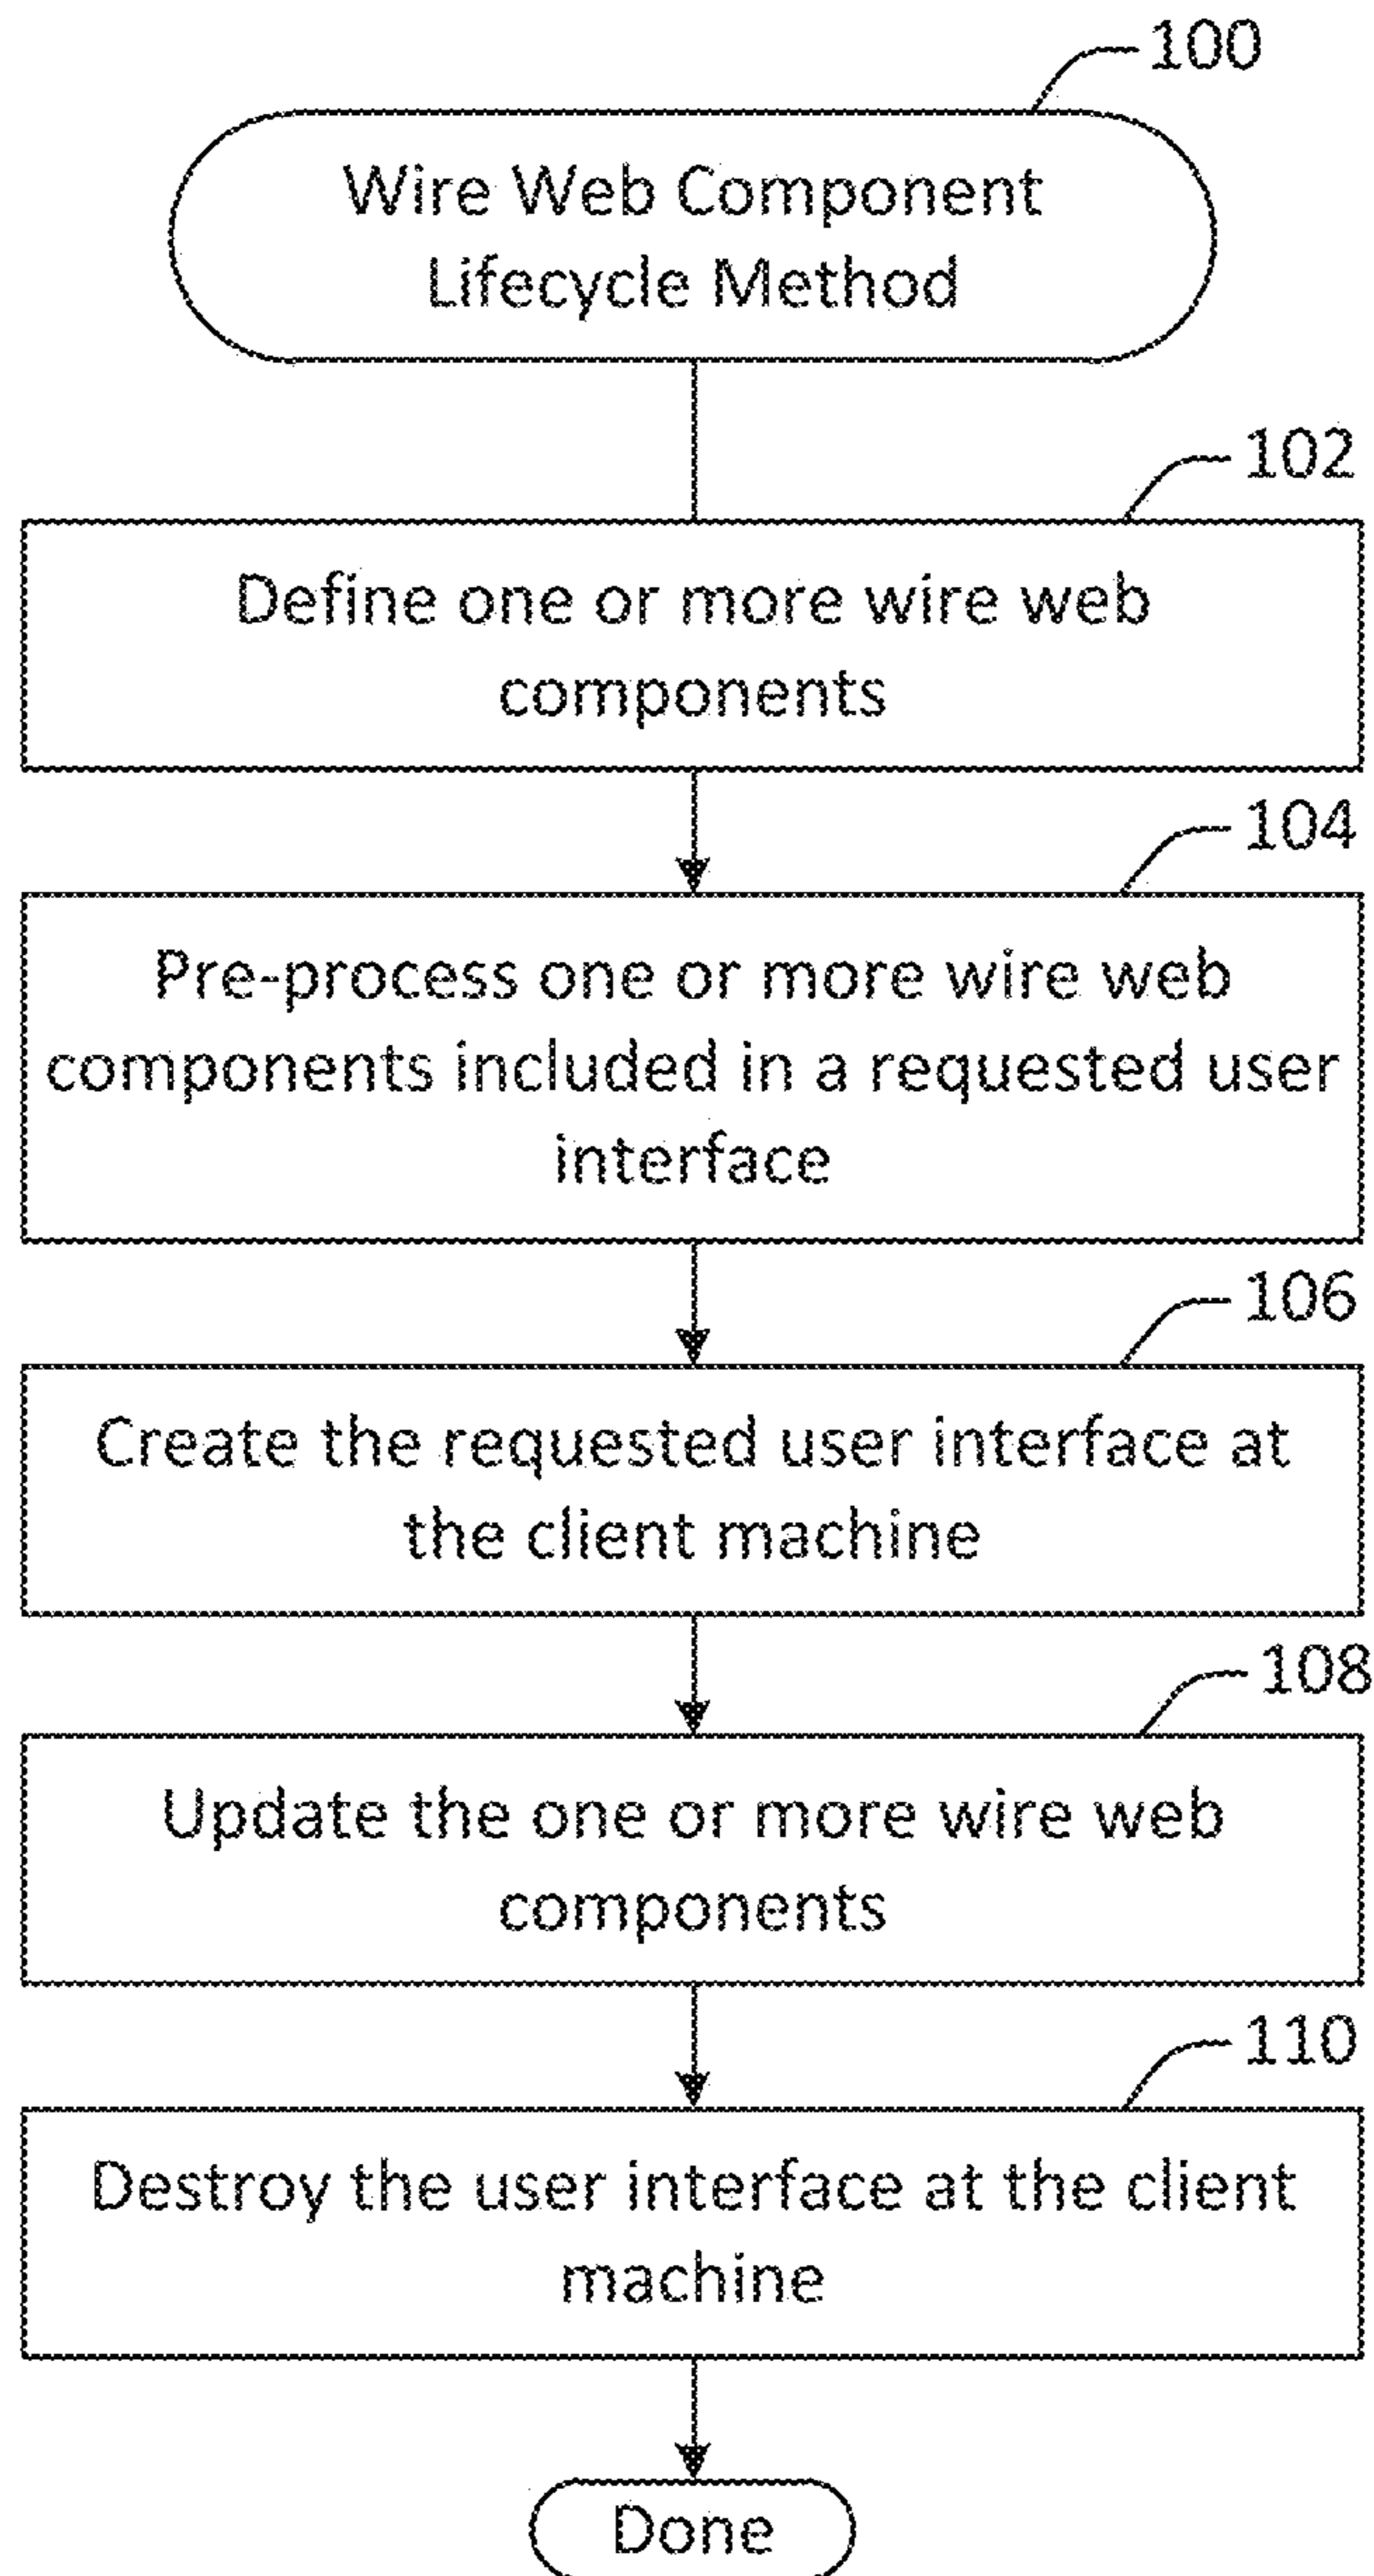 100
Wire Web Component
Lifecycle Method
102
Define one or more wire web
components
104
Pre-process one or more wire web
components included in a requested user
interface
106
Create the requested user interface at
the client machine
108
Update the one or more wire web
components
110
Destroy the user interface at the client
machine
Done